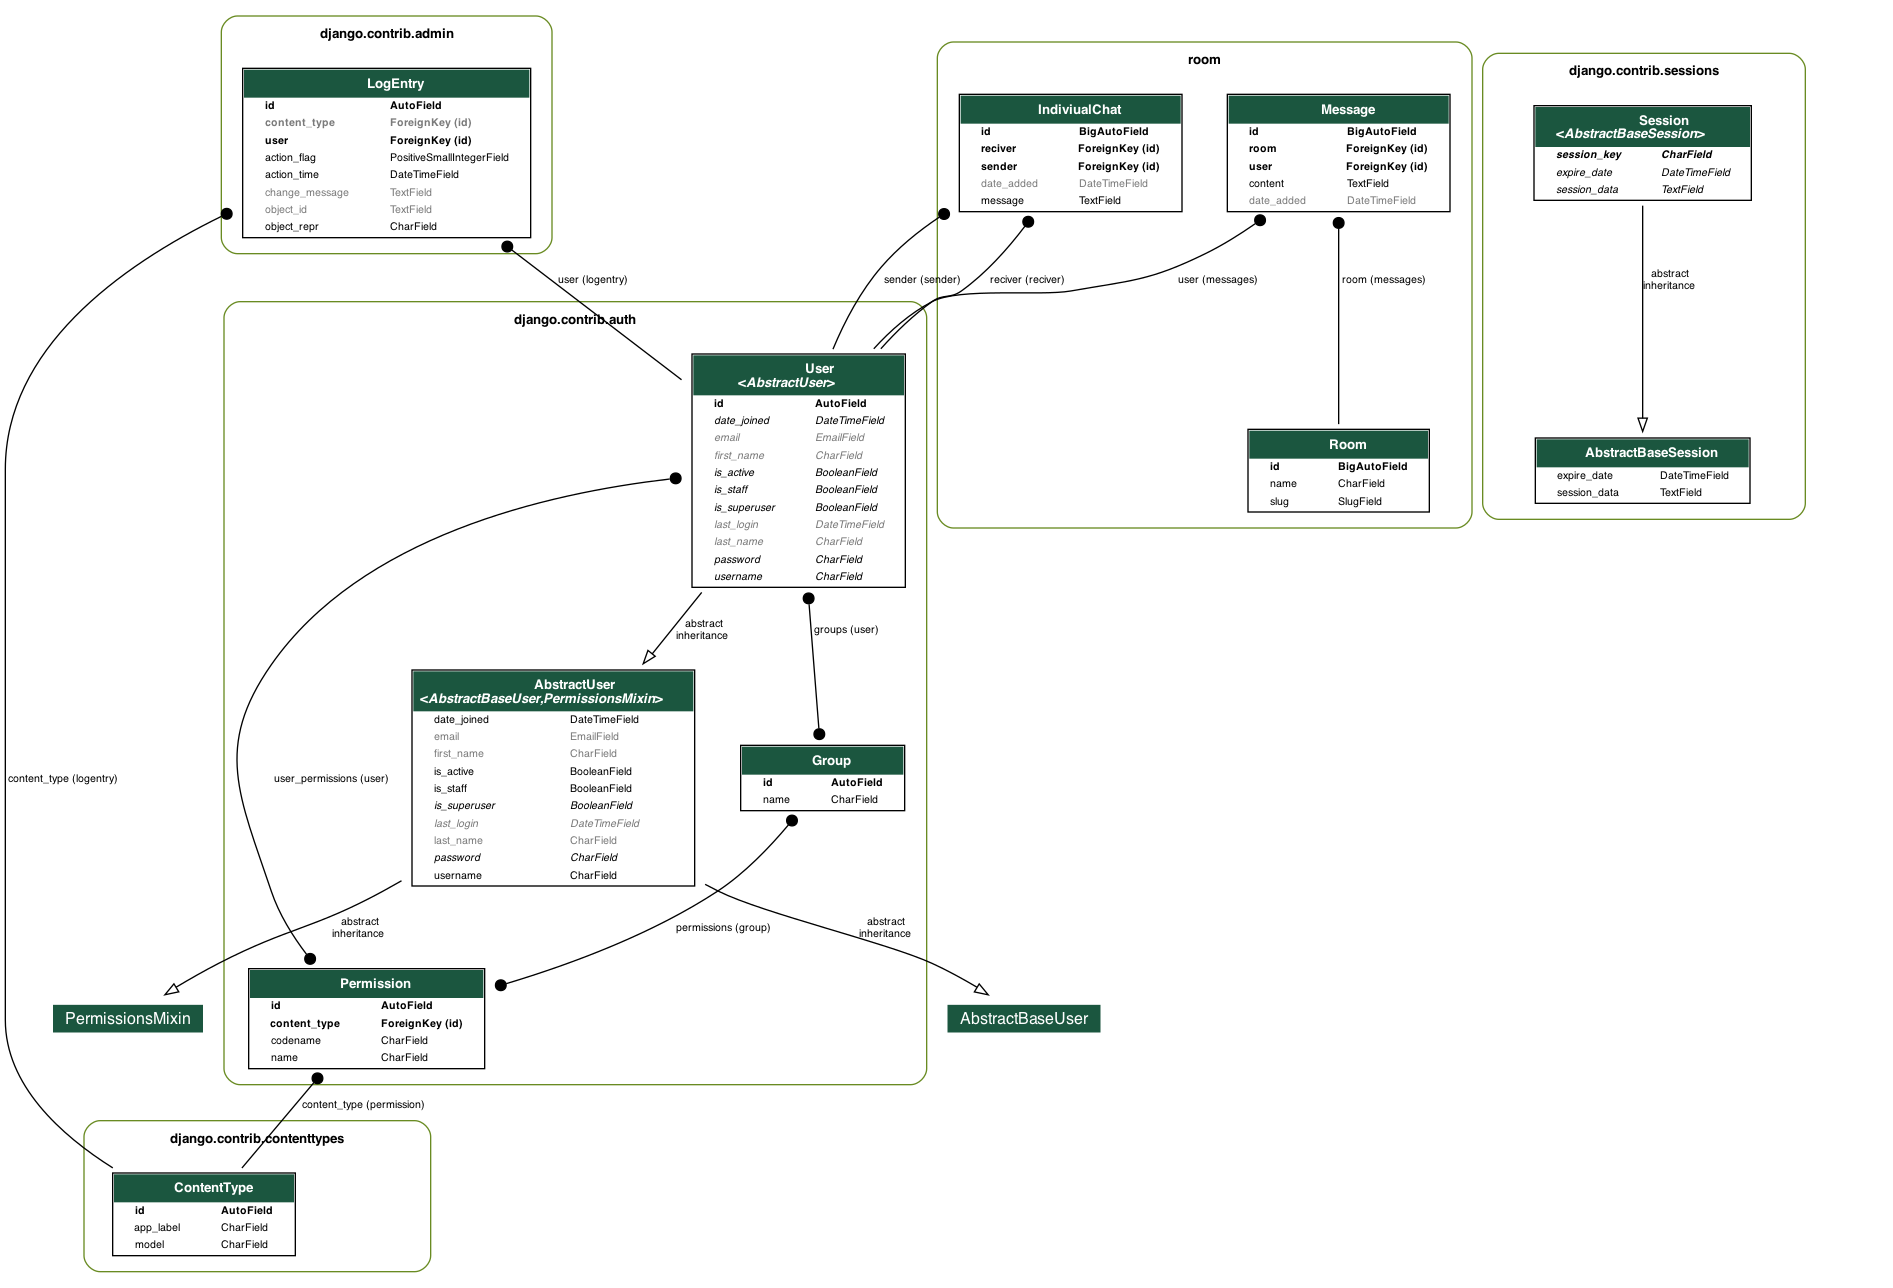 django.contrib.admin
LogEntry
id AutoField
content_type ForeignKey (id)
user ForeignKey (id)
action_flag PositiveSmallIntegerField
action_time DateTimeField
change_message TextField
object_id TextField
object_repr CharField
room
IndiviualChat
id BigAutoField
reciver ForeignKey (id)
sender ForeignKey (id)
date_added DateTimeField
message TextField
Message
id BigAutoField
room ForeignKey (id)
user ForeignKey (id)
content TextField
date_added DateTimeField
django.contrib.sessions
Session
<AbstractBaseSession>
session_key CharField
expire_date DateTimeField
session_data TextField
user (logentry)
sender (sender)
reciver (reciver)
user (messages)
room (messages)
abstract
inheritance
django.contrib.auth
User
<AbstractUser>
id AutoField
date_joined DateTimeField
email EmailField
first_name CharField
is_active BooleanField
is_staff BooleanField
is_superuser BooleanField
last_login DateTimeField
last_name CharField
password CharField
username CharField
Room
id BigAutoField
name CharField
slug SlugField
AbstractBaseSession
expire_date DateTimeField
session_data TextField
abstract
inheritance
groups (user)
AbstractUser
<AbstractBaseUser,PermissionsMixin>
date_joined DateTimeField
email EmailField
first_name CharField
is_active BooleanField
is_staff BooleanField
is_superuser BooleanField
last_login DateTimeField
last_name CharField
password CharField
username CharField
Group
id AutoField
name CharField
content_type (logentry)
user_permissions (user)
abstract
inheritance
permissions (group)
abstract
inheritance
PermissionsMixin
Permission
id AutoField
content_type ForeignKey (id)
codename CharField
name CharField
AbstractBaseUser
content_type (permission)
django.contrib.contenttypes
ContentType
id AutoField
app_label CharField
model CharField